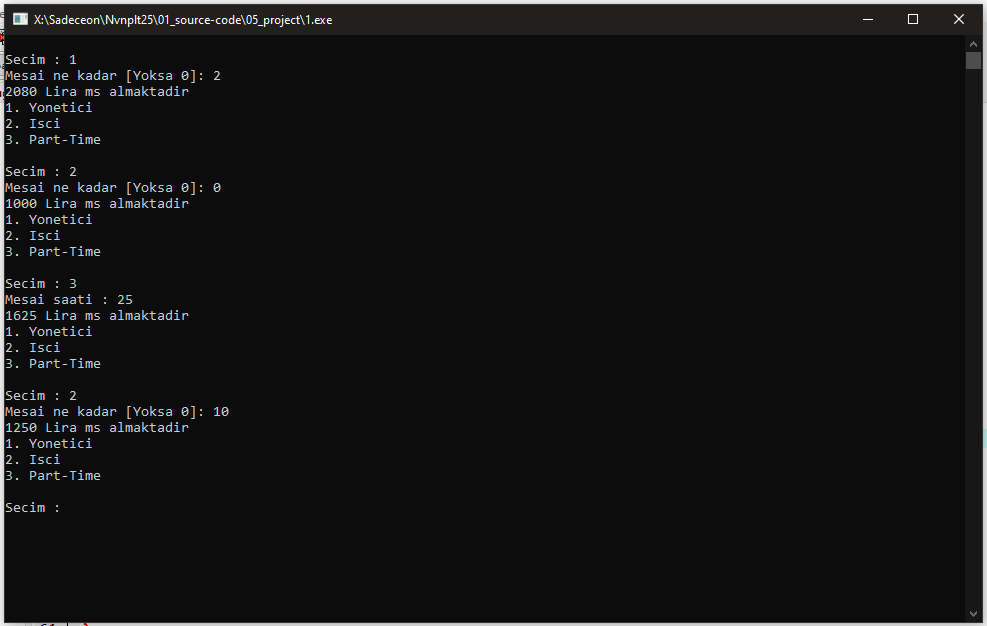 X:\Sadeceon\Nvnplt25\01_source-code\05_project\1.exe
Secim : 1
Mesai ne kadar [Yoksa 0]: 2
2080 Lira ms almaktadir
1. Yonetici
2. Isci
3. Part-Time
Secim : 2
Mesai ne kadar [Yoksa 0]: 0
1000 Lira ms almaktadir
1. Yonetici
2. Isci
3. Part-Time
Secim : 3
Mesai saati : 25
1625 Lira ms almaktadir
1. Yonetici
2. Isci
3. Part-Time
Secim : 2
Mesai ne kadar [Yoksa 0]: 10
1250 Lira ms almaktadir
1. Yonetici
2. Isci
3. Part-Time
Secim :